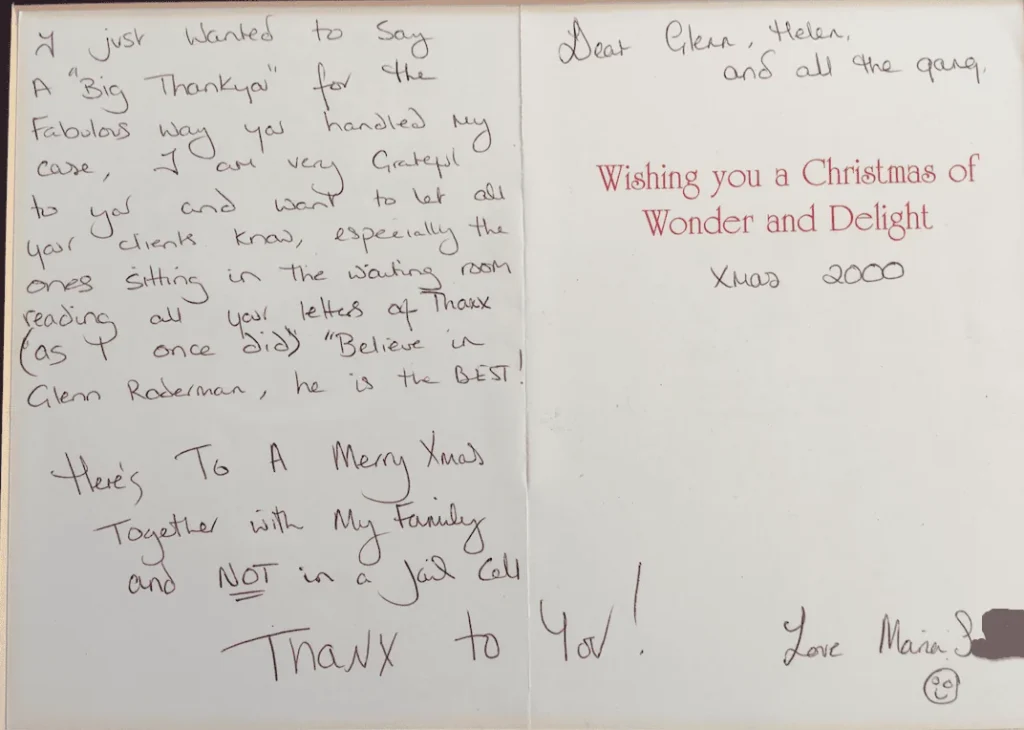 I just Wanted to Say
A "Big Thankyou" for the
Fabulous way you handled my
case, I am very Grateful
to you and want to let all
your clients know, especially the
ones sitting in the waiting room
reading all your letters of Thanx
(as I once did) "Believe in
Glenn Roderman, he is the BEST!
Here's To A Merry Xmas
Together with My Family
and NOT in a Jail Cell
THANX to You!
Dear Glenn, Helen,
and all the gang,
Wishing you a Christmas of
Wonder and Delight
Xmas 2000
Love Maria S